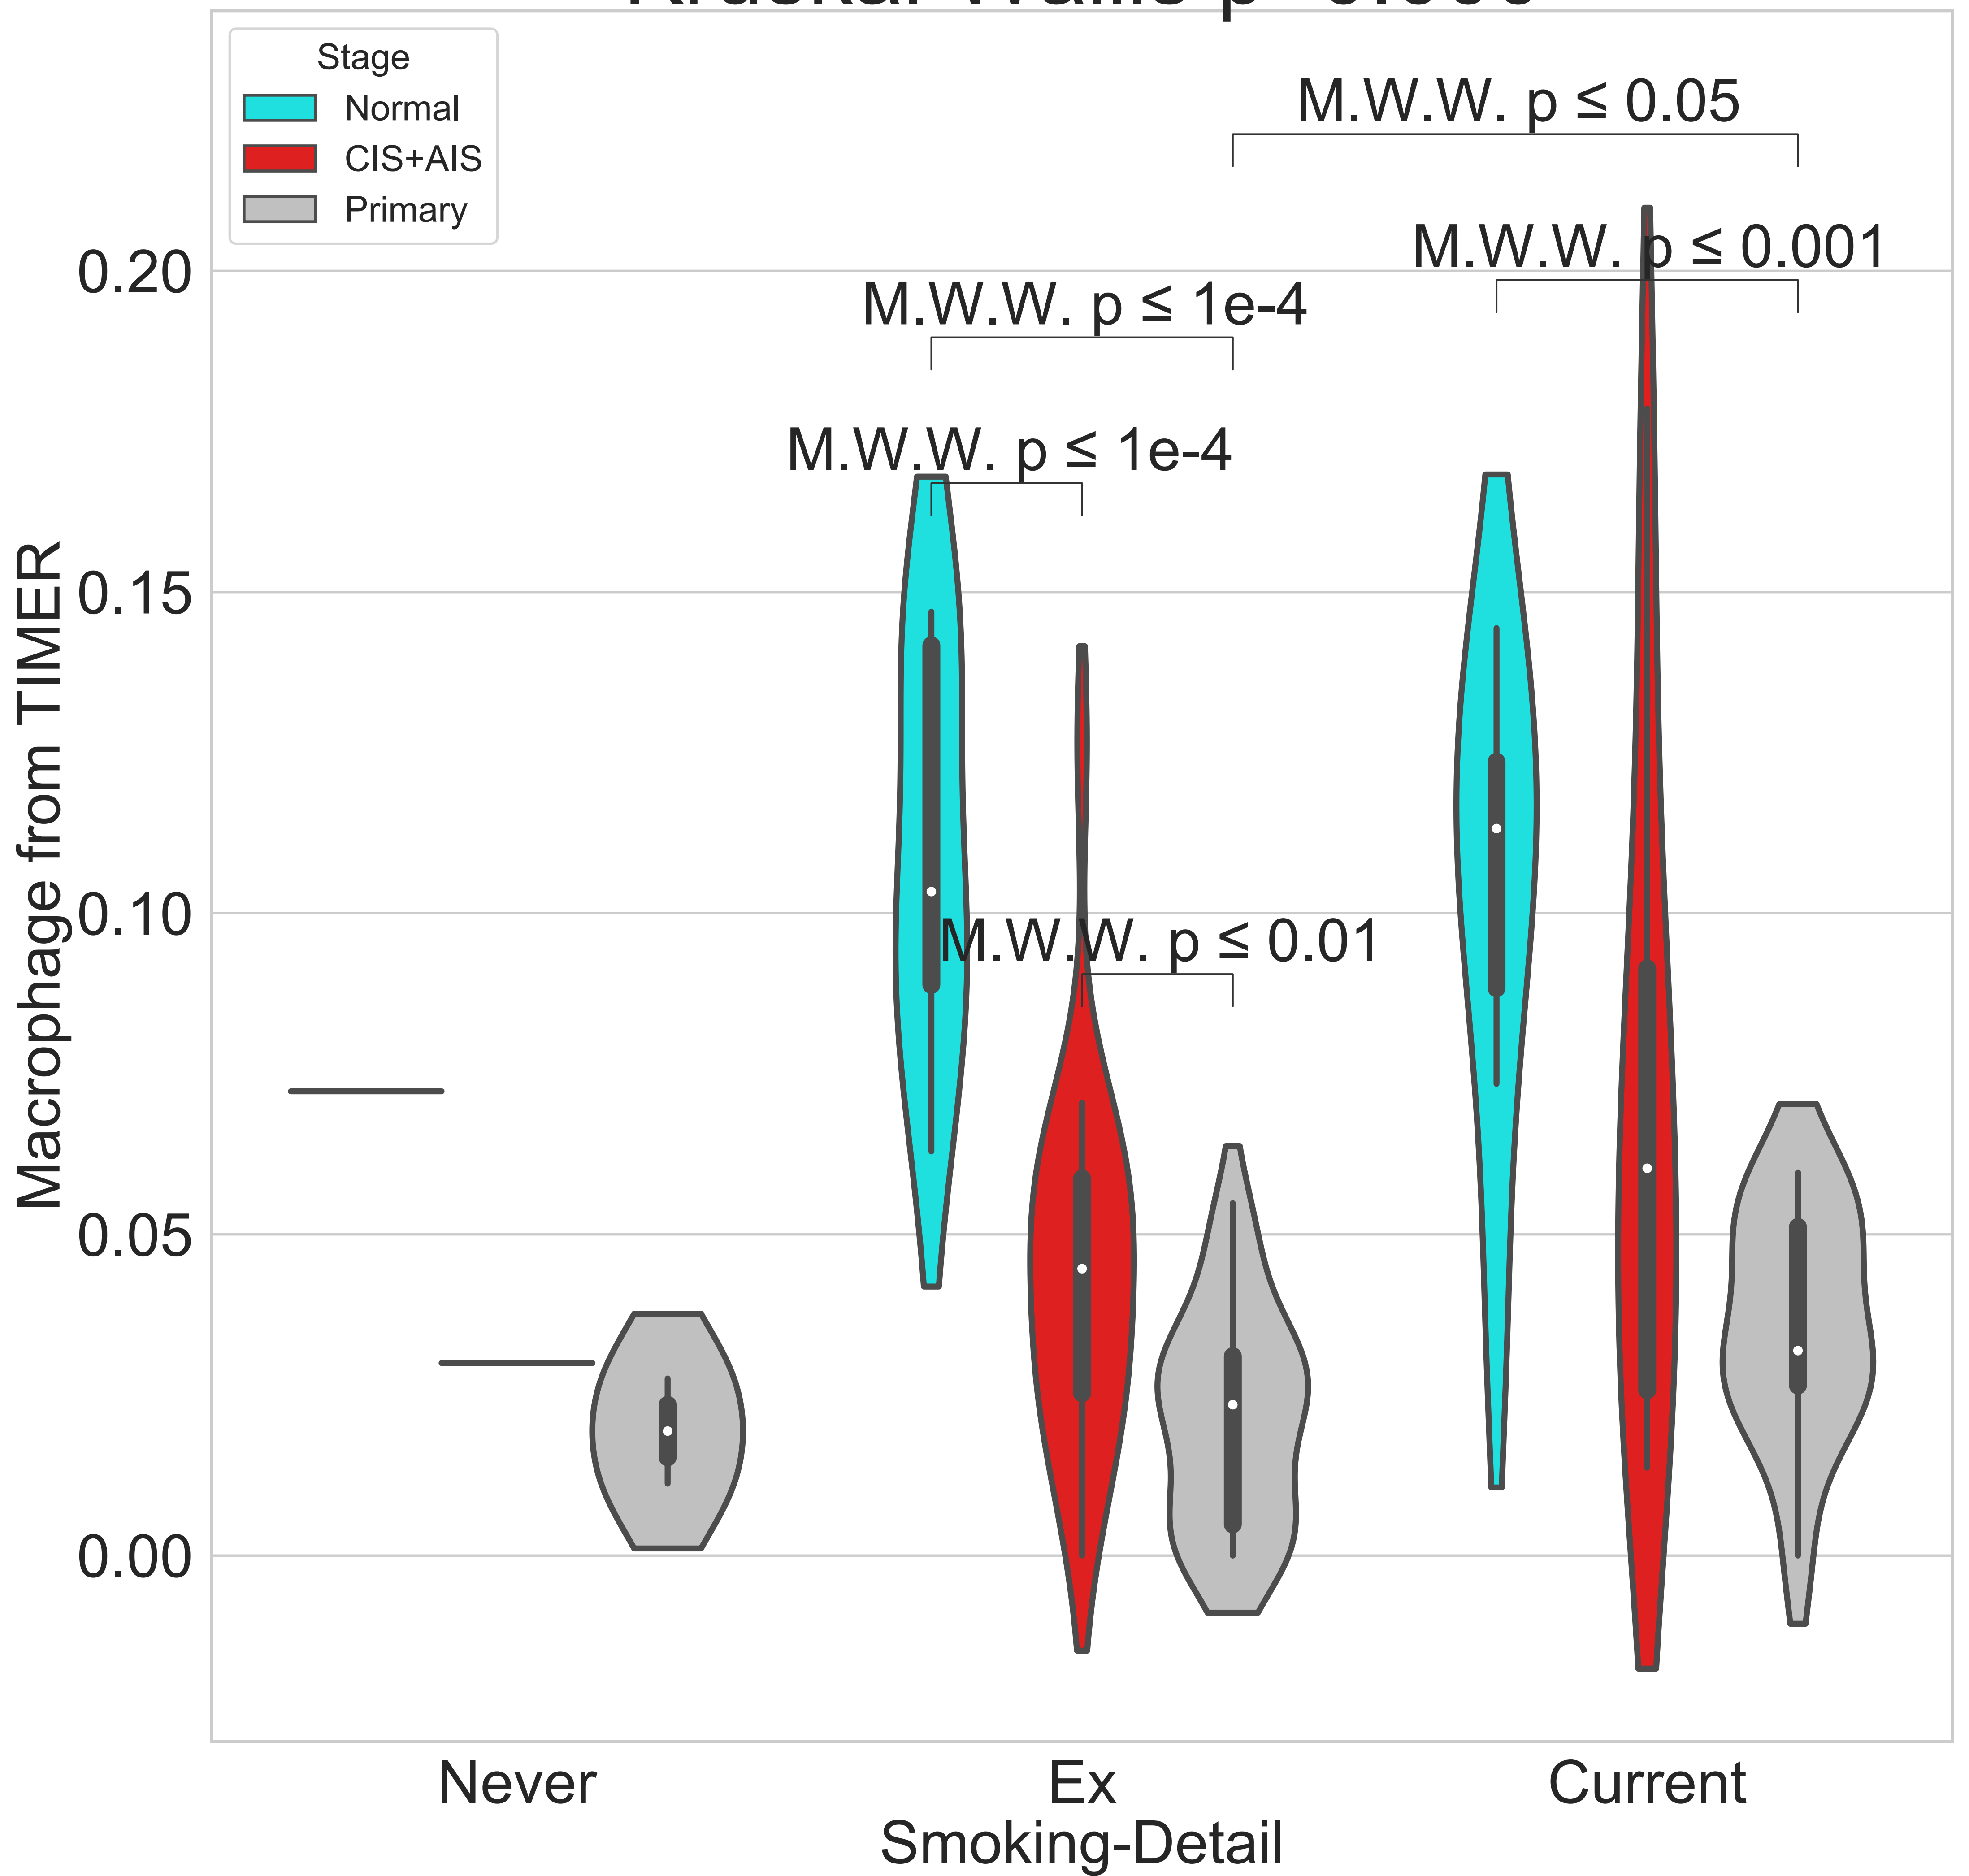 Stage
Normal
CIS+AIS
Primary
M.W.W. p ≤ 0.05
M.W.W. p ≤ 0.001
M.W.W. p ≤ 1e-4
M.W.W. p ≤ 1e-4
M.W.W. p ≤ 0.01
Macrophage from TIMER
0.20
0.15
0.10
0.05
0.00
Never
Ex
Current
Smoking-Detail